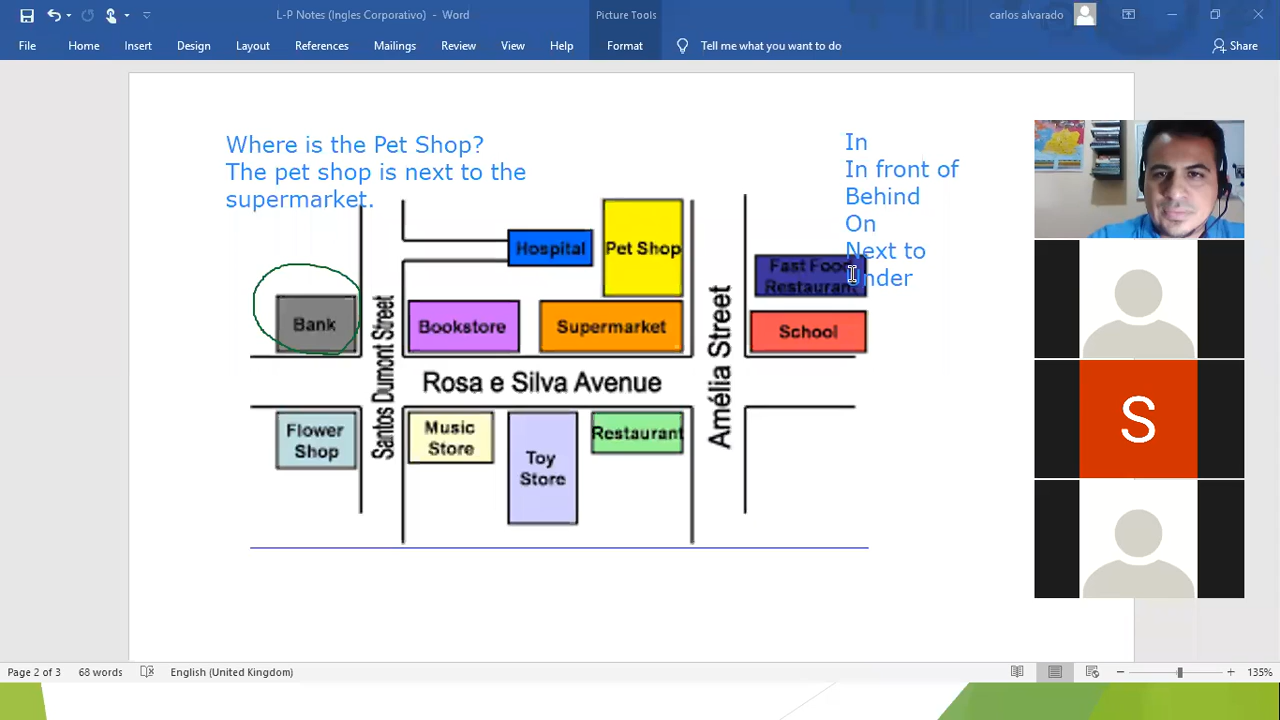 L-P Notes (Ingles Corporativo) - Word
Picture Tools
carlos alvarado
File
Home
Insert
Design
Layout
References
Mailings
Review
View
Help
Format
Tell me what you want to do
Share
Where is the Pet Shop?
The pet shop is next to the
supermarket.
In
In front of
Behind
On
Next to
Under
Hospital
Pet Shop
Fast Food
Restaurant
Bank
Bookstore
Supermarket
School
Santos Dumont Street
Rosa e Silva Avenue
Amélia Street
Flower
Shop
Music
Store
Toy
Store
Restaurant
S
Page 2 of 3
68 words
English (United Kingdom)
135%